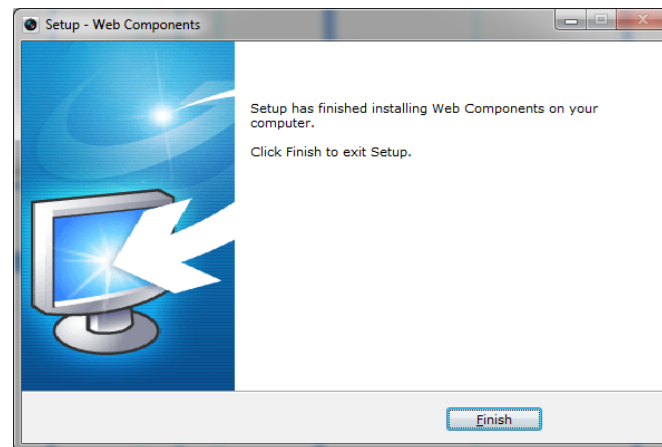 Setup - Web Components
Setup has finished installing Web Components on your
computer.
Click Finish to exit Setup.
Finish